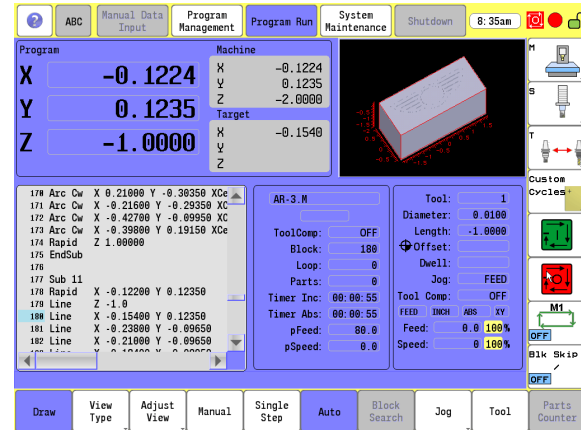 ?
ABC
Manual Data
Input
Program
Management
Program Run
System
Maintenance
Shutdown
8:35am
Program
X -0.1224
Y 0.1235
Z -1.0000
Machine
X -0.1224
Y 0.1235
Z -2.0000
Target
X -0.1540
Y
Z
M
S
T
Custom
Cycles
170 Arc Cw X 0.21000 Y -0.30350 XCe
171 Arc Cw X -0.21600 Y -0.29350 XC
172 Arc Cw X -0.42700 Y -0.09950 XC
173 Arc Cw X -0.39800 Y 0.19150 XCe
174 Rapid Z 1.00000
175 EndSub
176
177 Sub 11
178 Rapid X -0.12200 Y 0.12350
179 Line Z -1.0
180 Line X -0.15400 Y 0.12350
181 Line X -0.23800 Y -0.09650
182 Line X -0.21000 Y -0.09650
AR-3.M
ToolComp: OFF
Block: 180
Loop: 0
Parts: 0
Timer Inc: 00:00:55
Timer Abs: 00:00:55
pFeed: 80.0
pSpeed: 0.0
Tool: 1
Diameter: 0.0100
Length: -1.0000
Offset:
Dwell:
Jog: FEED
Tool Comp: OFF
FEED INCH ABS XY
Feed: 0.0 100%
Speed: 0 100%
M1
OFF
Blk Skip
/
OFF
Draw
View
Type
Adjust
View
Manual
Single
Step
Auto
Block
Search
Jog
Tool
Parts
Counter